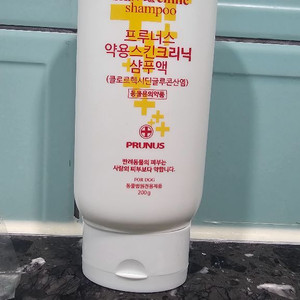 shampoo
프루너스
약용스킨크리닉
샴푸액
(클로르헥시딘글루콘산염)
동물용의약품
PRUNUS
반려동물의 피부는
사람의 피부보다 약합니다.
FOR DOG
동물병원전용제품
200g